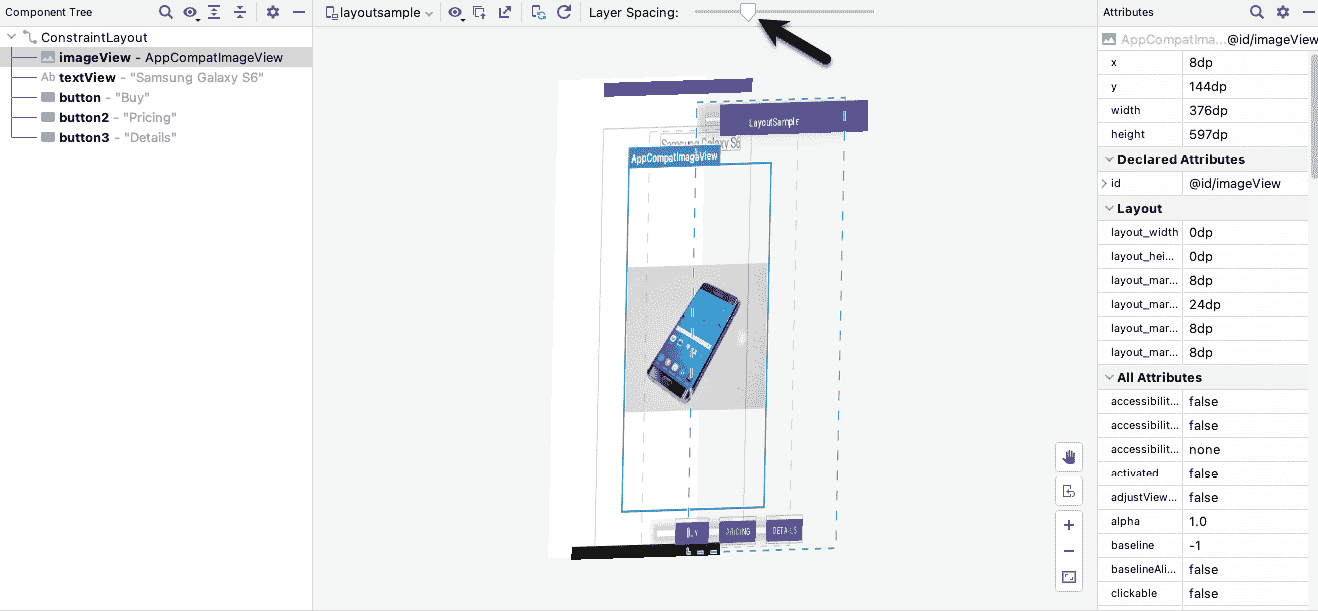 Component Tree
layoutsample
Layer Spacing:
Attributes
ConstraintLayout
imageView - AppCompatImageView
Ab textView - "Samsung Galaxy S6"
button - "Buy"
button2 - "Pricing"
button3 - "Details"
LayoutSample
Samsung Galaxy S6
AppCompatImageView
BUY
PRICING
DETAILS
AppCompatIma... @id/imageView
x 8dp
y 144dp
width 376dp
height 597dp
Declared Attributes
id @id/imageView
Layout
layout_width 0dp
layout_hei... 0dp
layout_mar... 8dp
layout_mar... 24dp
layout_mar... 8dp
layout_mar... 8dp
All Attributes
accessibilit... false
accessibilit... false
accessibilit... none
activated false
adjustView... false
alpha 1.0
baseline -1
baselineAli... false
clickable false